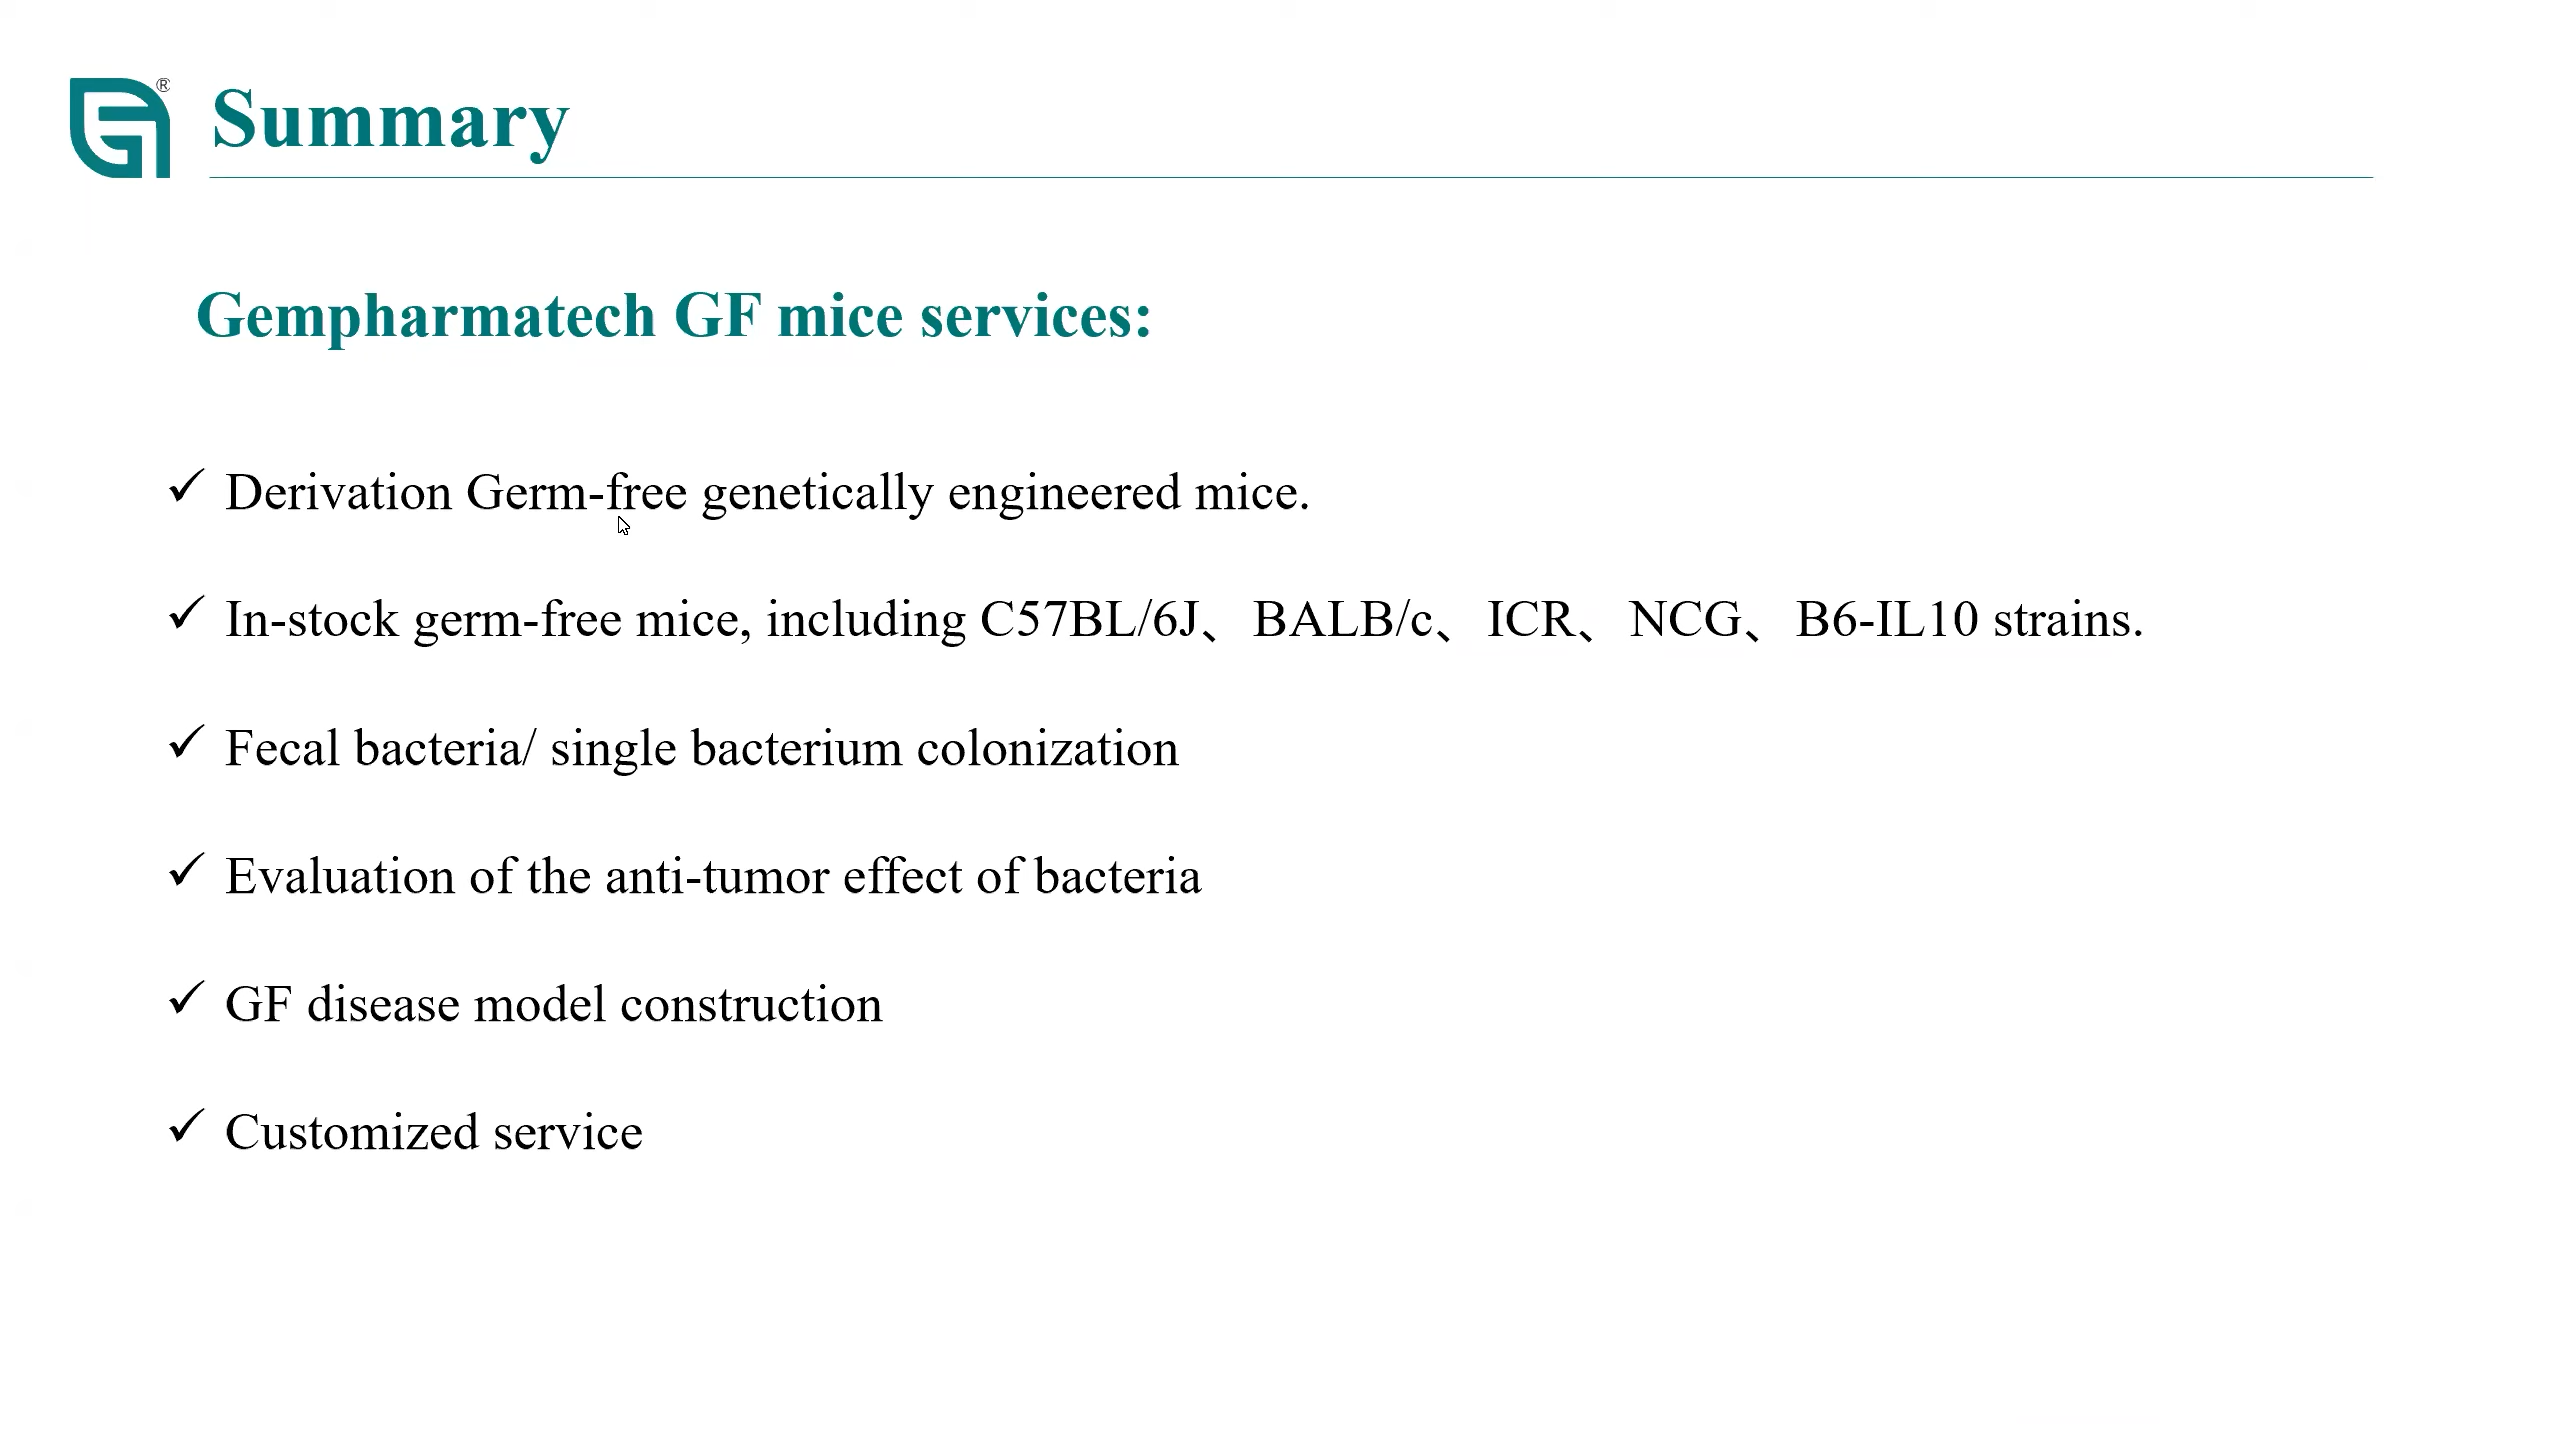 ®
Summary
Gempharmatech GF mice services:
✓ Derivation Germ-free genetically engineered mice.
✓ In-stock germ-free mice, including C57BL/6J、BALB/c、ICR、NCG、B6-IL10 strains.
✓ Fecal bacteria/ single bacterium colonization
✓ Evaluation of the anti-tumor effect of bacteria
✓ GF disease model construction
✓ Customized service